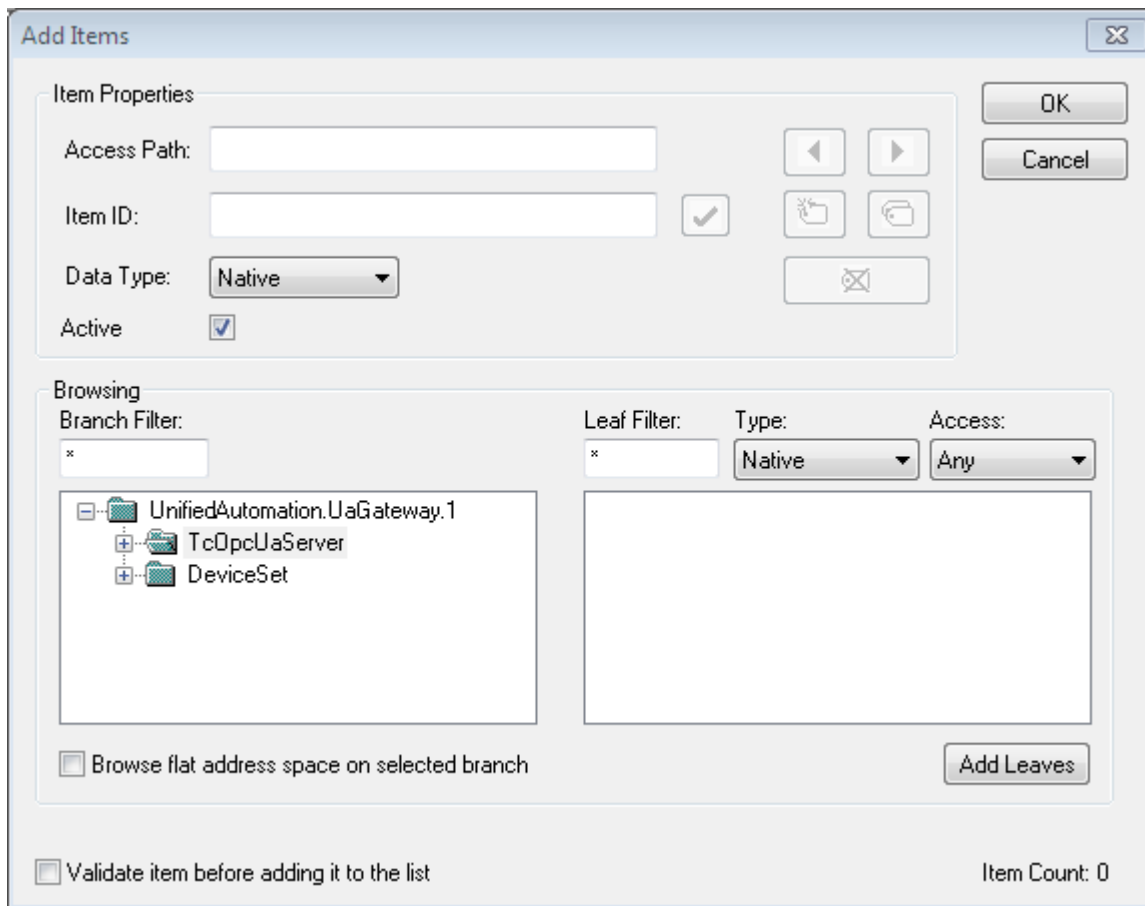 Add Items
Item Properties
OK
Access Path:
Cancel
Item ID:
Data Type: Native
Active
Browsing
Branch Filter: Leaf Filter: Type: Access:
* * Native Any
UnifiedAutomation.UaGateway.1
TcOpcUaServer
DeviceSet
Browse flat address space on selected branch Add Leaves
Validate item before adding it to the list Item Count: 0